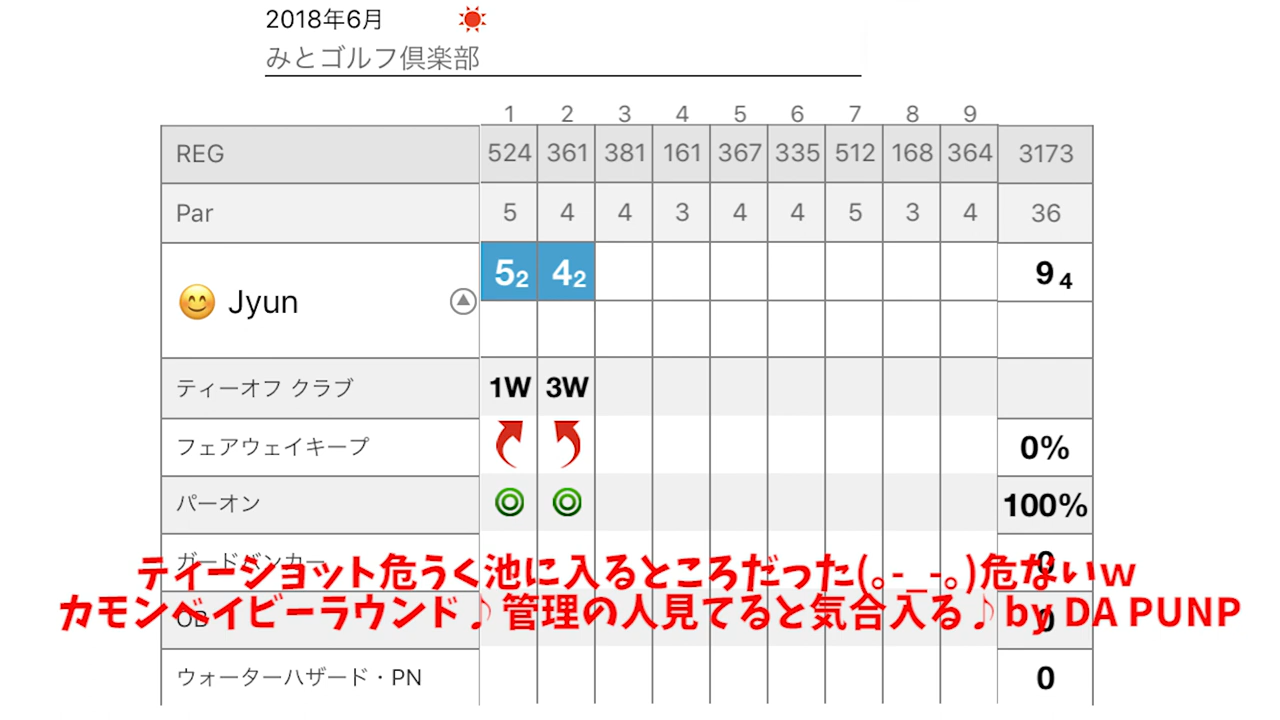 2018年6月
みとゴルフ倶楽部
1 2 3 4 5 6 7 8 9
REG 524 361 381 161 367 335 512 168 364 3173
Par 5 4 4 3 4 4 5 3 4 36
Jyun 5 2 4 2 9 4
ティーオフ クラブ 1W 3W
フェアウェイキープ 0%
パーオン 100%
ガードバンカー 0
ティーショット危うく池に入るところだった(｡-_-｡)危ないｗ
OB 0
カモンベイビーラウンド♪管理の人見てると気合入る♪by DA PUNP
ウォーターハザード・PN 0